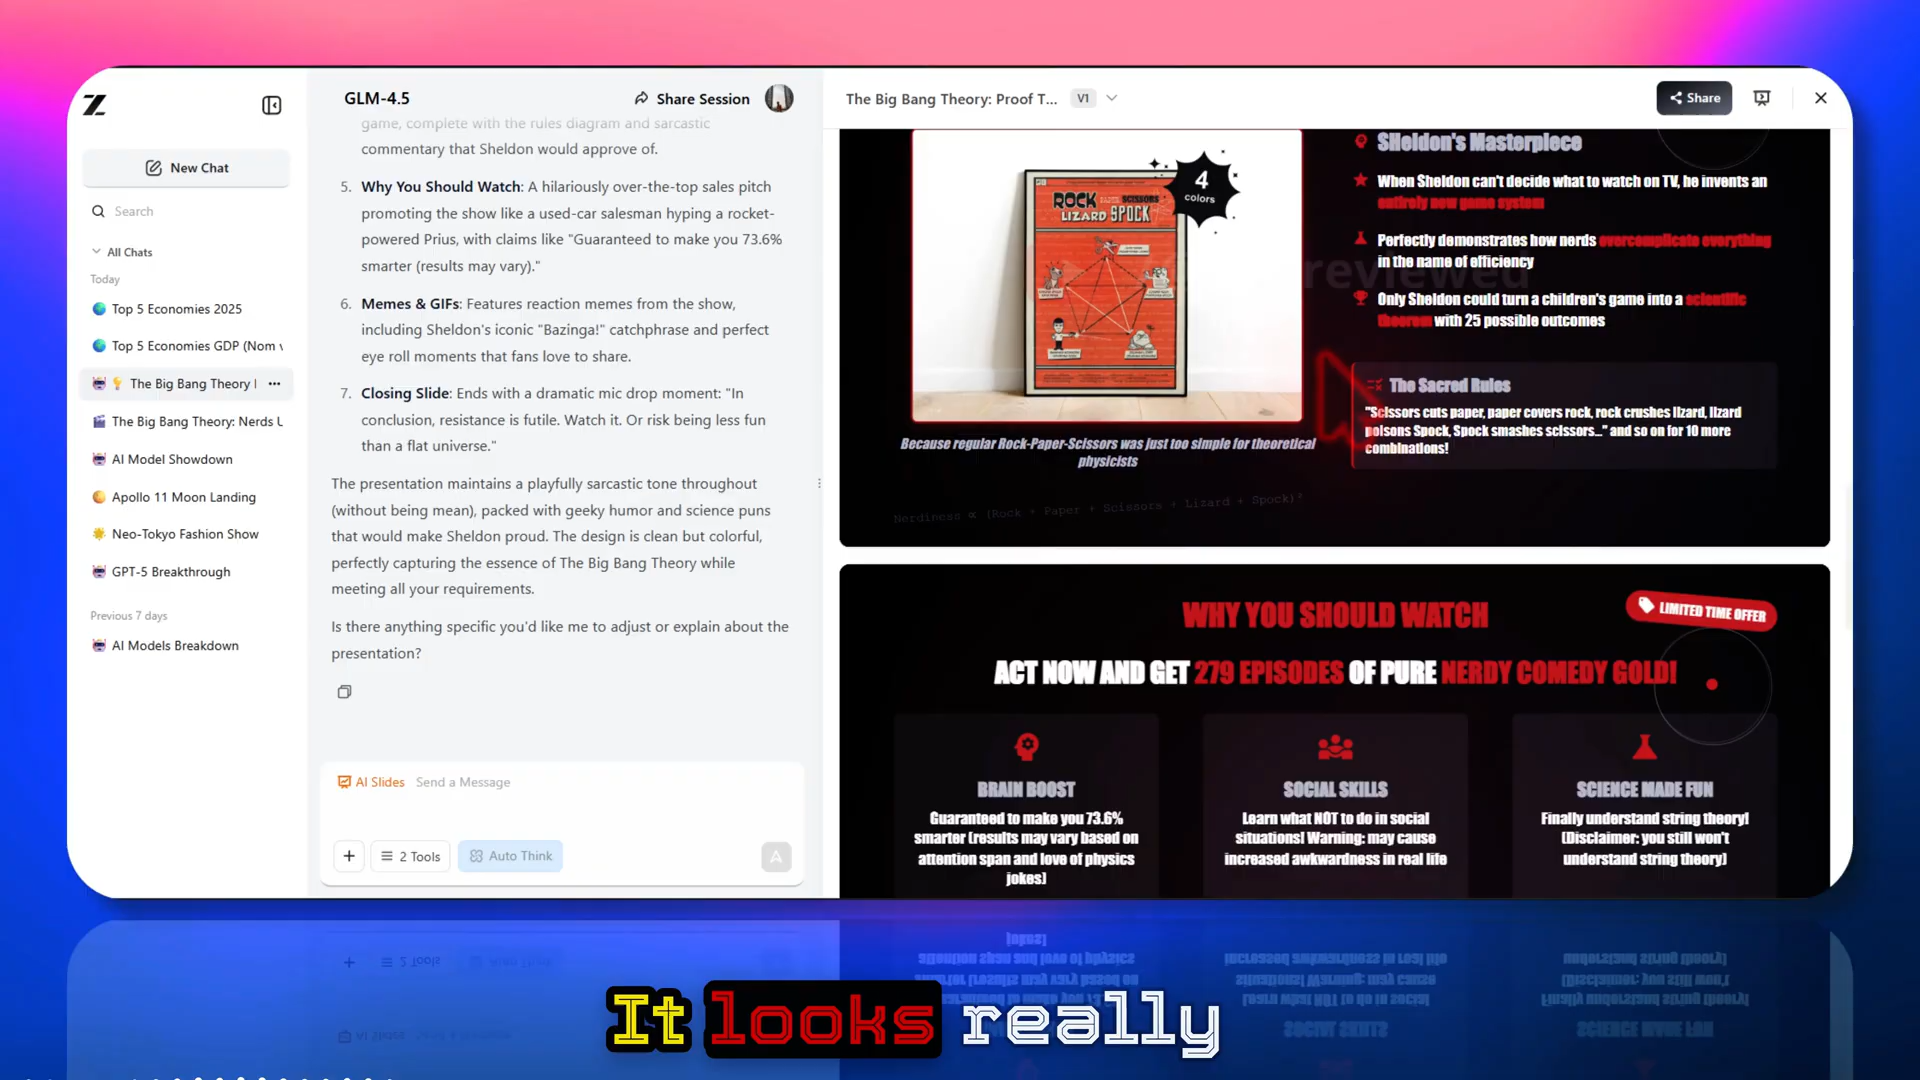 New Chat
Search
All Chats
Today
Top 5 Economies 2025
Top 5 Economies GDP (Nom
The Big Bang Theory
The Big Bang Theory: Nerds U
AI Model Showdown
Apollo 11 Moon Landing
Neo-Tokyo Fashion Show
GPT-5 Breakthrough
Previous 7 days
AI Models Breakdown
GLM-4.5
Share Session
game, complete with the rules diagram and sarcastic
commentary that Sheldon would approve of.
5. Why You Should Watch: A hilariously over-the-top sales pitch
promoting the show like a used-car salesman hyping a rocket-
powered Prius, with claims like "Guaranteed to make you 73.6%
smarter (results may vary)."
6. Memes & GIFs: Features reaction memes from the show,
including Sheldon's iconic "Bazinga!" catchphrase and perfect
eye roll moments that fans love to share.
7. Closing Slide: Ends with a dramatic mic drop moment: "In
conclusion, resistance is futile. Watch it. Or risk being less fun
than a flat universe."
The presentation maintains a playfully sarcastic tone throughout
(without being mean), packed with geeky humor and science puns
that would make Sheldon proud. The design is clean but colorful,
perfectly capturing the essence of The Big Bang Theory while
meeting all your requirements.
Is there anything specific you'd like me to adjust or explain about the
presentation?
AI Slides Send a Message
2 Tools
Auto Think
The Big Bang Theory: Proof T...
V1
Share
ROCK PAPER SCISSORS
LIZARD SPOCK
4
colors
Because regular Rock-Paper-Scissors was just too simple for theoretical
physicists
Nerdiness ∝ (Rock + Paper + Scissors + Lizard + Spock)²
Sheldon's Masterpiece
When Sheldon can't decide what to watch on TV, he invents an
entirely new game system
Perfectly demonstrates how nerds overcomplicate everything
in the name of efficiency
reviewed
Only Sheldon could turn a children's game into a scientific
theorem with 25 possible outcomes
The Sacred Rules
"Scissors cuts paper, paper covers rock, rock crushes lizard, lizard
poisons Spock, Spock smashes scissors..." and so on for 10 more
combinations!
WHY YOU SHOULD WATCH
LIMITED TIME OFFER
ACT NOW AND GET 279 EPISODES OF PURE NERDY COMEDY GOLD!
BRAIN BOOST
Guaranteed to make you 73.6%
smarter (results may vary based on
attention span and love of physics
jokes)
SOCIAL SKILLS
Learn what NOT to do in social
situations! Warning: may cause
increased awkwardness in real life
SCIENCE MADE FUN
Finally understand string theory!
(Disclaimer: you still won't
understand string theory)
It looks really